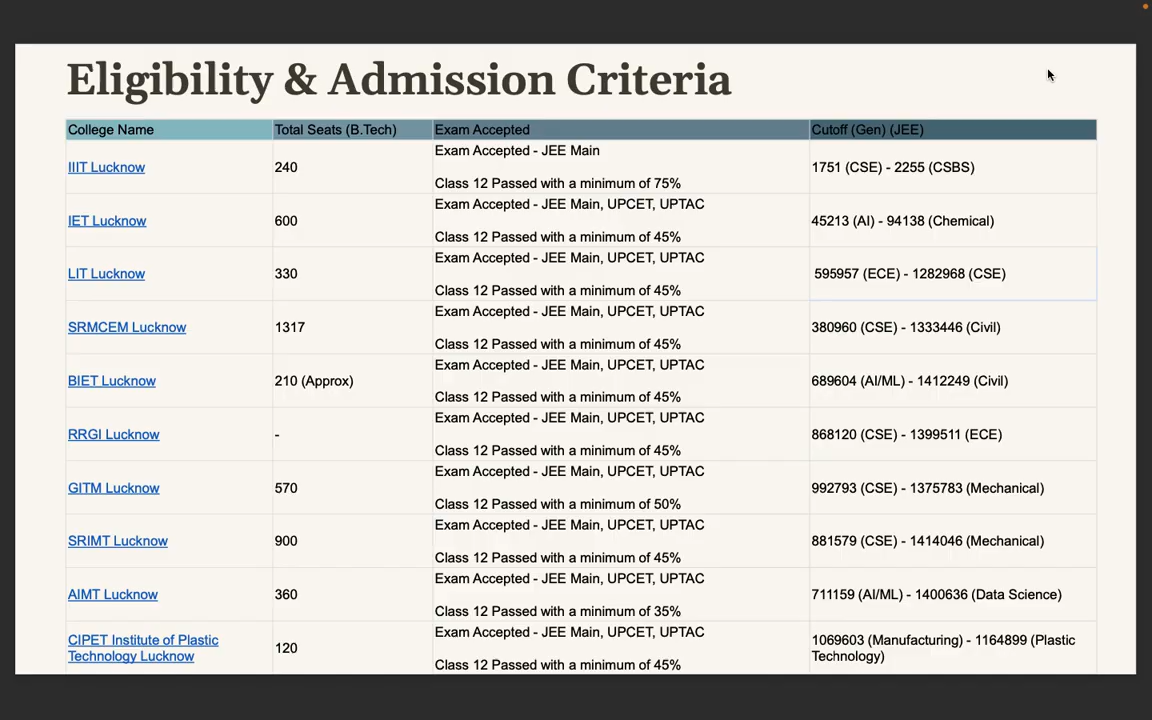 Eligibility & Admission Criteria
College Name Total Seats (B.Tech) Exam Accepted Cutoff (Gen) (JEE)
IIIT Lucknow 240 Exam Accepted - JEE Main
Class 12 Passed with a minimum of 75% 1751 (CSE) - 2255 (CSBS)
IET Lucknow 600 Exam Accepted - JEE Main, UPCET, UPTAC
Class 12 Passed with a minimum of 45% 45213 (AI) - 94138 (Chemical)
LIT Lucknow 330 Exam Accepted - JEE Main, UPCET, UPTAC
Class 12 Passed with a minimum of 45% 595957 (ECE) - 1282968 (CSE)
SRMCEM Lucknow 1317 Exam Accepted - JEE Main, UPCET, UPTAC
Class 12 Passed with a minimum of 45% 380960 (CSE) - 1333446 (Civil)
BIET Lucknow 210 (Approx) Exam Accepted - JEE Main, UPCET, UPTAC
Class 12 Passed with a minimum of 45% 689604 (AI/ML) - 1412249 (Civil)
RRGI Lucknow - Exam Accepted - JEE Main, UPCET, UPTAC
Class 12 Passed with a minimum of 45% 868120 (CSE) - 1399511 (ECE)
GITM Lucknow 570 Exam Accepted - JEE Main, UPCET, UPTAC
Class 12 Passed with a minimum of 50% 992793 (CSE) - 1375783 (Mechanical)
SRIMT Lucknow 900 Exam Accepted - JEE Main, UPCET, UPTAC
Class 12 Passed with a minimum of 45% 881579 (CSE) - 1414046 (Mechanical)
AIMT Lucknow 360 Exam Accepted - JEE Main, UPCET, UPTAC
Class 12 Passed with a minimum of 35% 711159 (AI/ML) - 1400636 (Data Science)
CIPET Institute of Plastic
Technology Lucknow 120 Exam Accepted - JEE Main, UPCET, UPTAC
Class 12 Passed with a minimum of 45% 1069603 (Manufacturing) - 1164899 (Plastic
Technology)